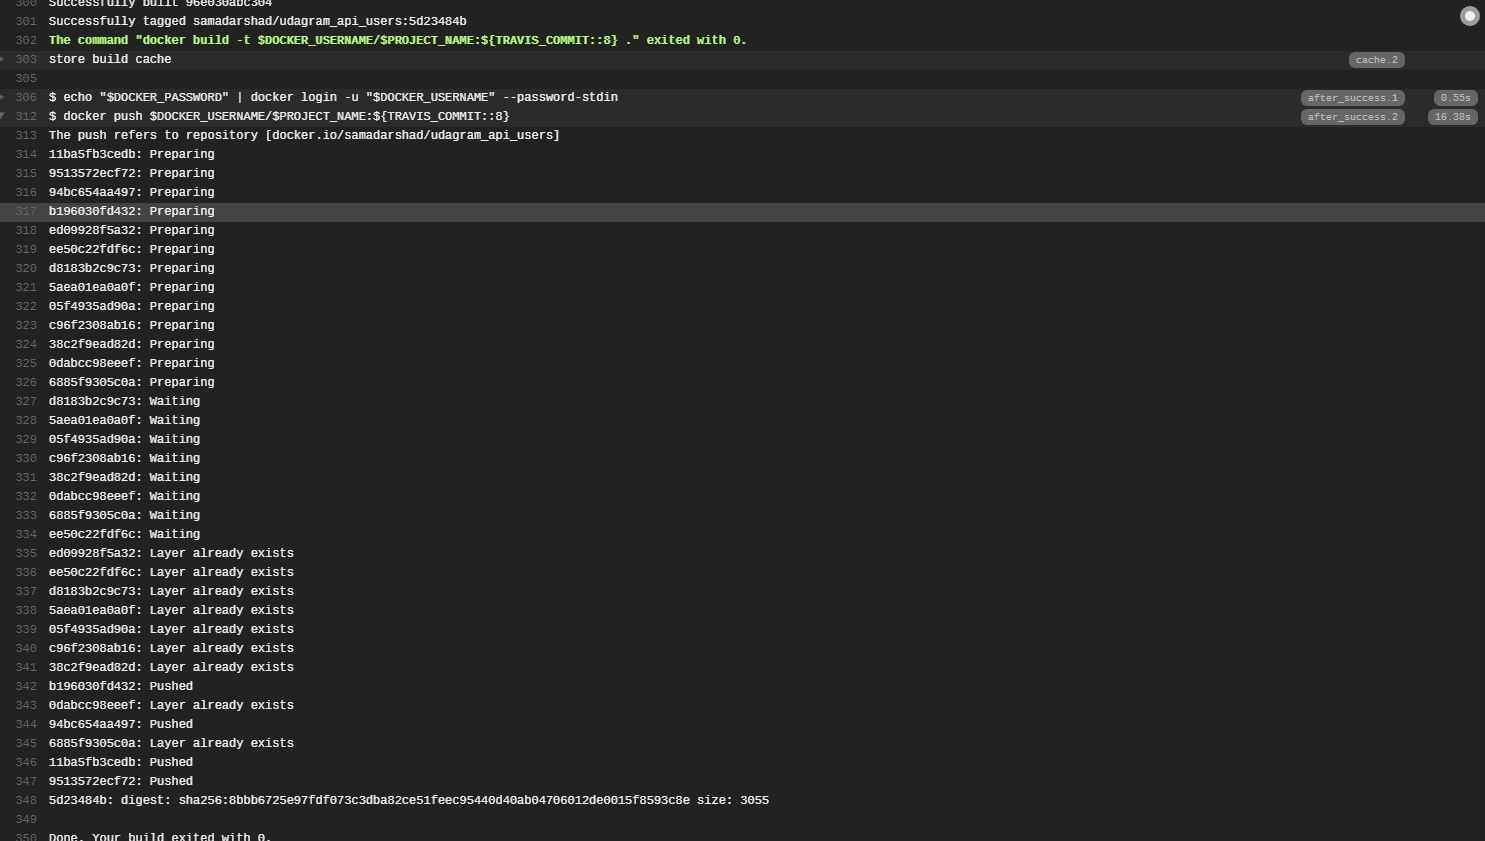 300 Successfully built 96e030abc304
301 Successfully tagged samadarshad/udagram_api_users:5d23484b
302 The command "docker build -t $DOCKER_USERNAME/$PROJECT_NAME:${TRAVIS_COMMIT::8} ." exited with 0.
303 store build cache cache.2
305
306 $ echo "$DOCKER_PASSWORD" | docker login -u "$DOCKER_USERNAME" --password-stdin after_success.1 0.55s
312 $ docker push $DOCKER_USERNAME/$PROJECT_NAME:${TRAVIS_COMMIT::8} after_success.2 16.38s
313 The push refers to repository [docker.io/samadarshad/udagram_api_users]
314 11ba5fb3cedb: Preparing
315 9513572ecf72: Preparing
316 94bc654aa497: Preparing
317 b196030fd432: Preparing
318 ed09928f5a32: Preparing
319 ee50c22fdf6c: Preparing
320 d8183b2c9c73: Preparing
321 5aea01ea0a0f: Preparing
322 05f4935ad90a: Preparing
323 c96f2308ab16: Preparing
324 38c2f9ead82d: Preparing
325 0dabcc98eeef: Preparing
326 6885f9305c0a: Preparing
327 d8183b2c9c73: Waiting
328 5aea01ea0a0f: Waiting
329 05f4935ad90a: Waiting
330 c96f2308ab16: Waiting
331 38c2f9ead82d: Waiting
332 0dabcc98eeef: Waiting
333 6885f9305c0a: Waiting
334 ee50c22fdf6c: Waiting
335 ed09928f5a32: Layer already exists
336 ee50c22fdf6c: Layer already exists
337 d8183b2c9c73: Layer already exists
338 5aea01ea0a0f: Layer already exists
339 05f4935ad90a: Layer already exists
340 c96f2308ab16: Layer already exists
341 38c2f9ead82d: Layer already exists
342 b196030fd432: Pushed
343 0dabcc98eeef: Layer already exists
344 94bc654aa497: Pushed
345 6885f9305c0a: Layer already exists
346 11ba5fb3cedb: Pushed
347 9513572ecf72: Pushed
348 5d23484b: digest: sha256:8bbb6725e97fdf073c3dba82ce51feec95440d40ab04706012de0015f8593c8e size: 3055
349
350 Done. Your build exited with 0.